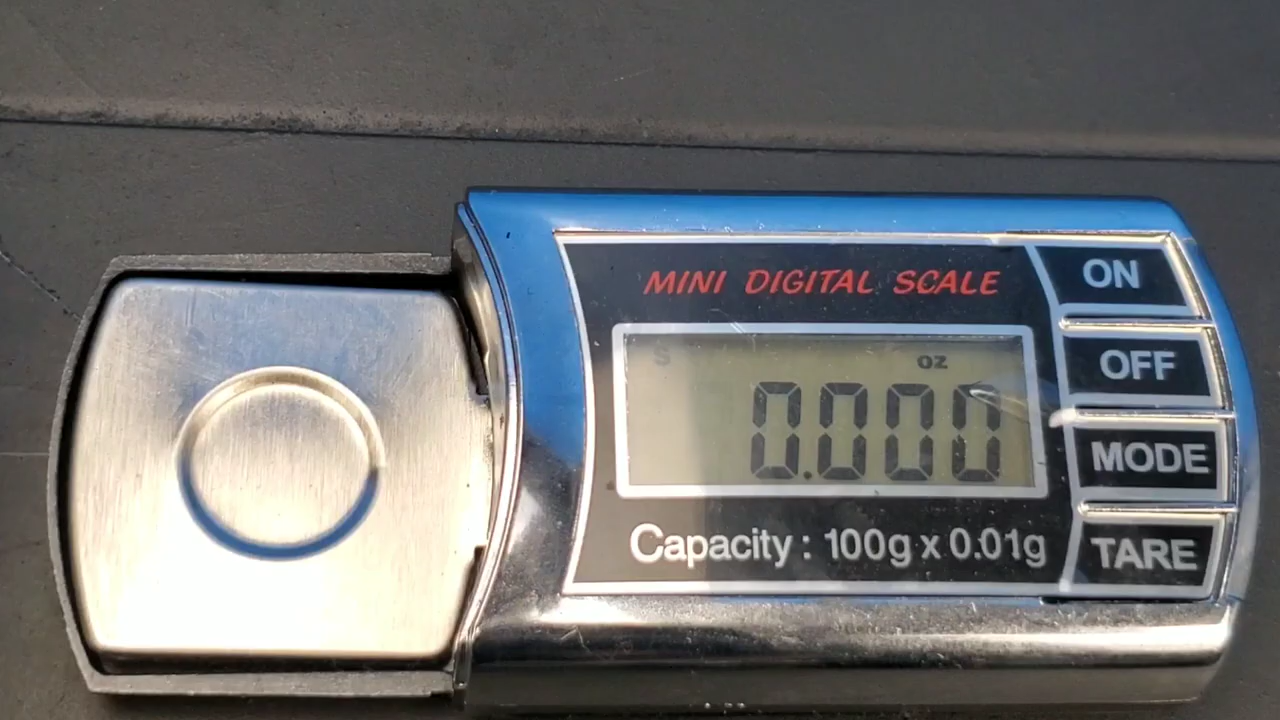 MINI DIGITAL SCALE
S
oz
0.000
Capacity : 100g x 0.01g
ON
OFF
MODE
TARE